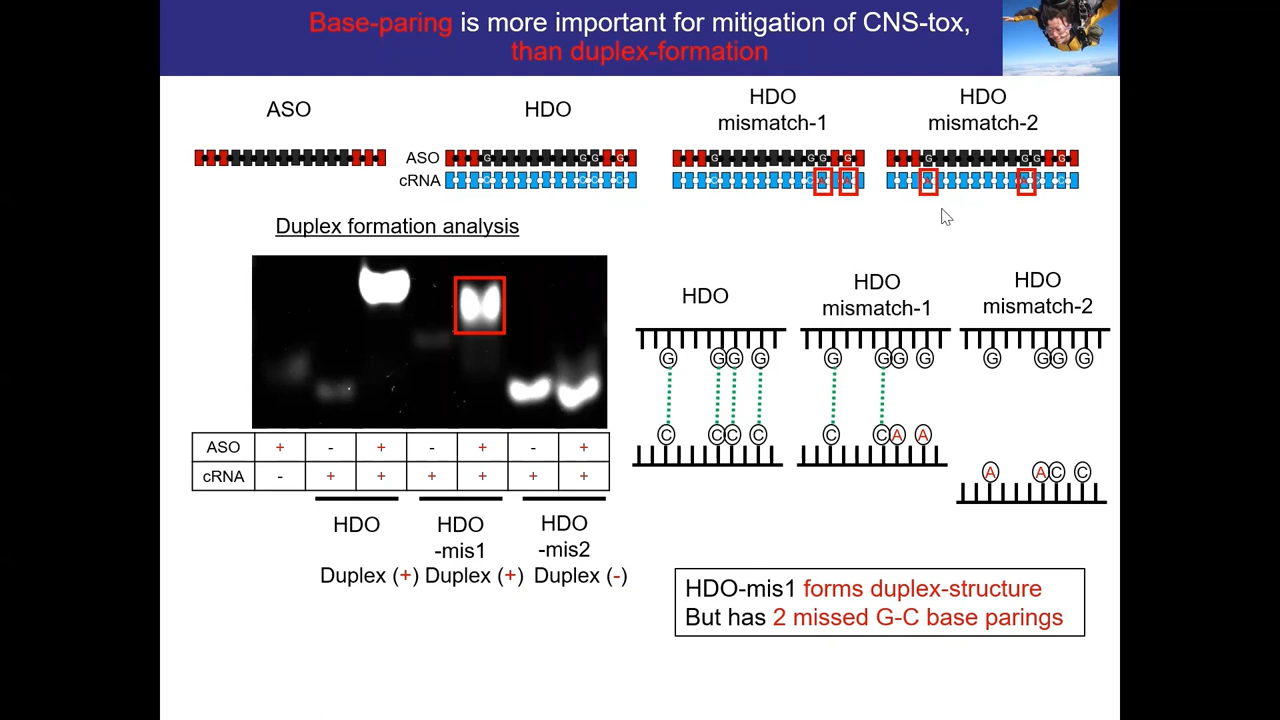 Base-paring is more important for mitigation of CNS-tox,
than duplex-formation
ASO
HDO
HDO
mismatch-1
HDO
mismatch-2
ASO
cRNA
G G G G
C C C C
G G G G
C C A A
G G G G
A A C C
Duplex formation analysis
ASO + - + - + - +
cRNA - + + + + + +
HDO
HDO
-mis1
HDO
-mis2
Duplex (+) Duplex (+) Duplex (-)
HDO
HDO
mismatch-1
HDO
mismatch-2
G G G G
G G G G
G G G G
C C C C
C C A A
A A C C
HDO-mis1 forms duplex-structure
But has 2 missed G-C base parings